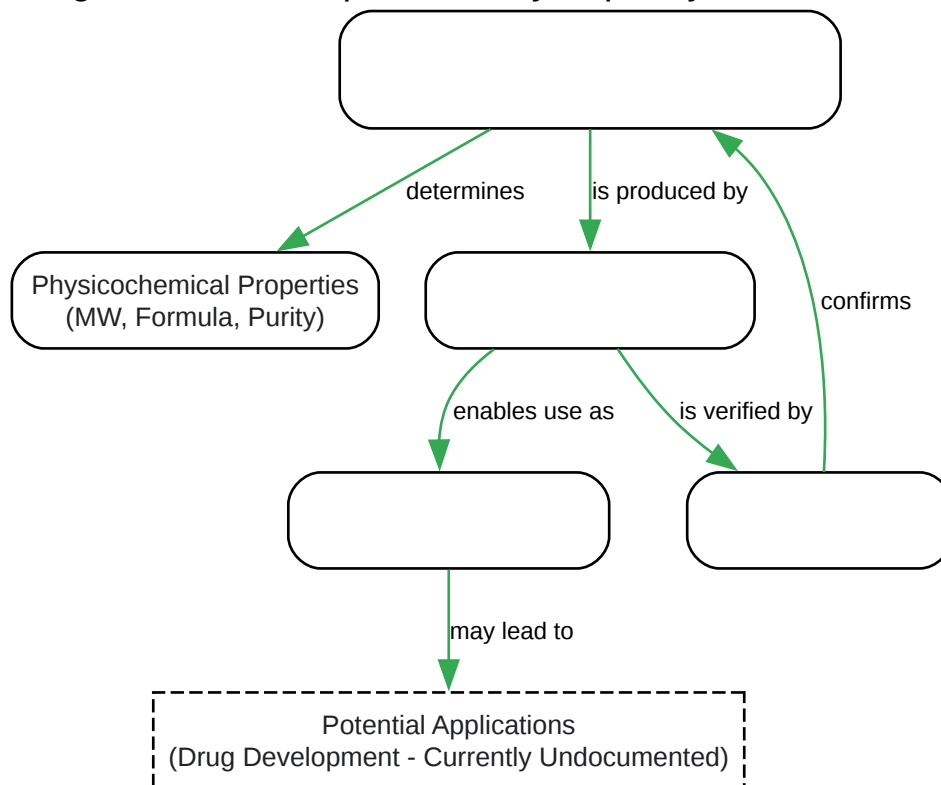 determines
is produced by
Physicochemical Properties
(MW, Formula, Purity)
confirms
enables use as
is verified by
may lead to
Potential Applications
(Drug Development - Currently Undocumented)